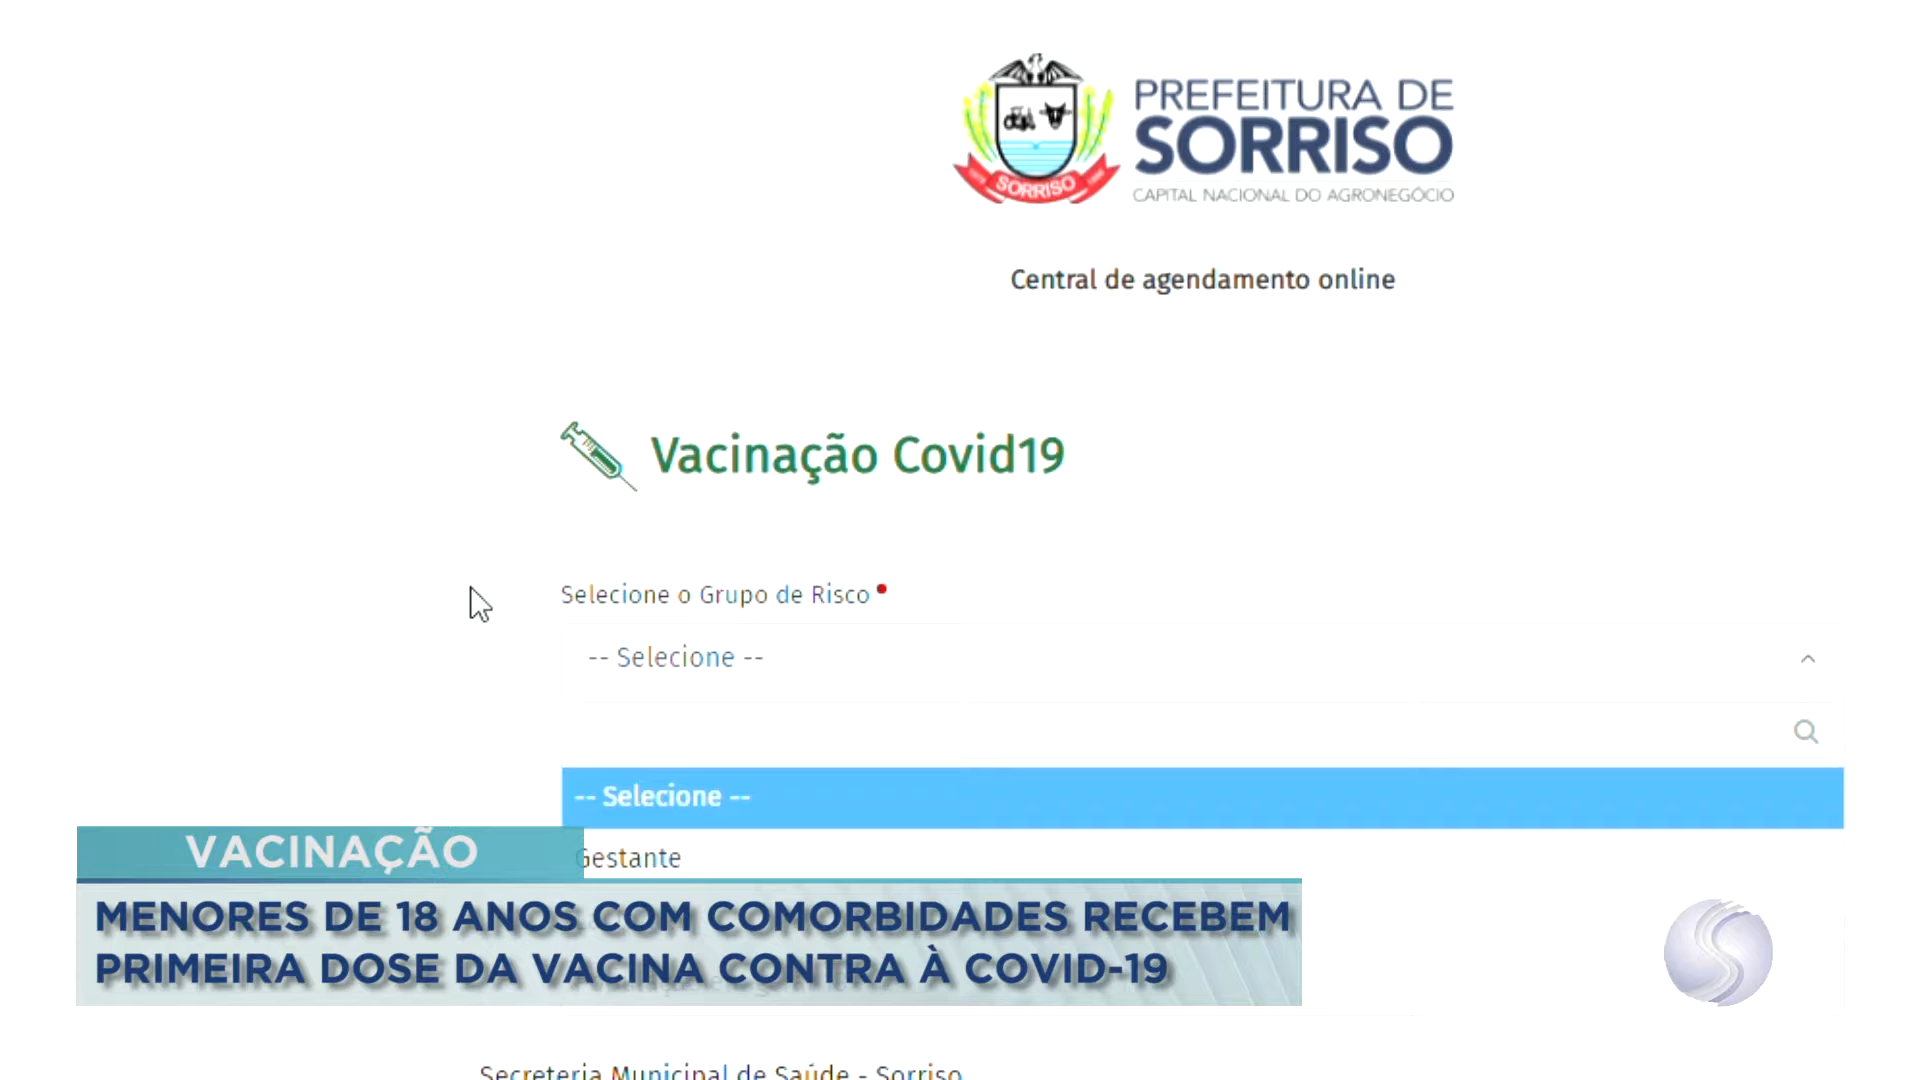 PREFEITURA DE
SORRISO
CAPITAL NACIONAL DO AGRONEGÓCIO
SORRISO
Central de agendamento online
Vacinação Covid19
Selecione o Grupo de Risco
-- Selecione --
-- Selecione --
Gestante
VACINAÇÃO
MENORES DE 18 ANOS COM COMORBIDADES RECEBEM
PRIMEIRA DOSE DA VACINA CONTRA À COVID-19
Secreteria Municipal de Saúde - Sorriso